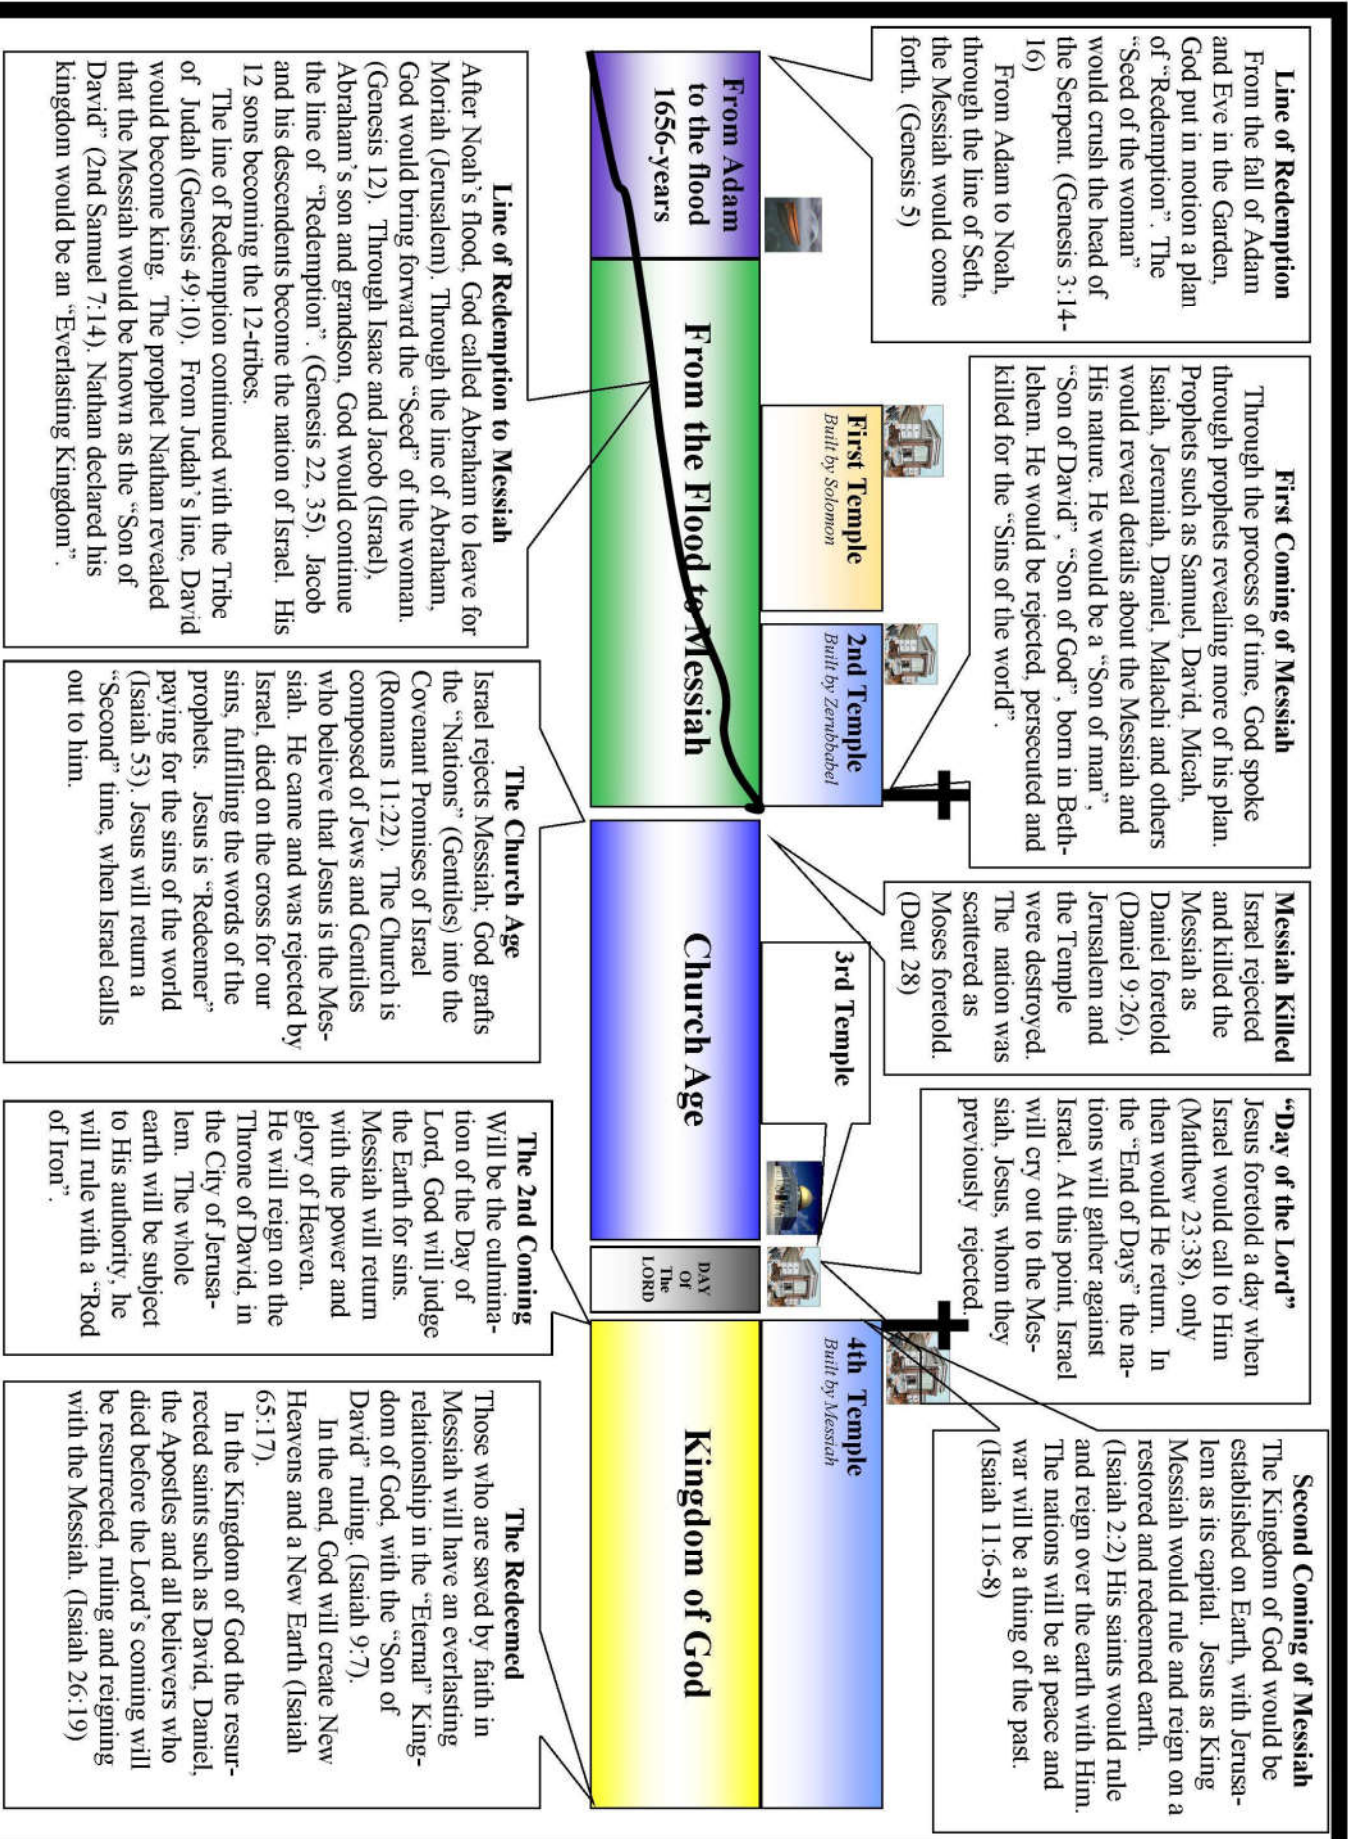 Line of Redemption
From the fall of Adam
and Eve in the Garden,
God put in motion a plan
of "Redemption". The
"Seed of the woman"
would crush the head of
the Serpent. (Genesis 3:14-
16)
From Adam to Noah,
through the line of Seth,
the Messiah would come
forth. (Genesis 5)
First Coming of Messiah
Through the process of time, God spoke
through prophets revealing more of his plan.
Prophets such as Samuel, David, Micah,
Isaiah, Jeremiah, Daniel, Malachi and others
would reveal details about the Messiah and
His nature. He would be a "Son of man",
"Son of David", "Son of God", born in Beth-
lehem. He would be rejected, persecuted and
killed for the "Sins of the world".
Messiah Killed
Israel rejected
and killed the
Messiah as
Daniel foretold
(Daniel 9:26).
Jerusalem and
the Temple
were destroyed.
The nation was
scattered as
Moses foretold.
(Deut 28)
"Day of the Lord"
Jesus foretold a day when
Israel would call to Him
(Matthew 23:38), only
then would He return. In
the "End of Days" the na-
tions will gather against
Israel. At this point, Israel
will cry out to the Mes-
siah, Jesus, whom they
previously rejected.
Second Coming of Messiah
The Kingdom of God would be
established on Earth, with Jerusa-
lem as its capital. Jesus as King
Messiah would rule and reign on a
restored and redeemed earth.
(Isaiah 2:2) His saints would rule
and reign over the earth with Him.
The nations will be at peace and
war will be a thing of the past.
(Isaiah 11:6-8)
First Temple
Built by Solomon
2nd Temple
Built by Zerubbabel
3rd Temple
4th Temple
Built by Messiah
From Adam
to the flood
1656-years
From the Flood to Messiah
Church Age
DAY
Of
The
LORD
Kingdom of God
Line of Redemption to Messiah
After Noah's flood, God called Abraham to leave for
Moriah (Jerusalem). Through the line of Abraham,
God would bring forward the "Seed" of the woman.
(Genesis 12). Through Isaac and Jacob (Israel),
Abraham's son and grandson, God would continue
the line of "Redemption". (Genesis 22, 35). Jacob
and his descendents become the nation of Israel. His
12 sons becoming the 12-tribes.
The line of Redemption continued with the Tribe
of Judah (Genesis 49:10). From Judah's line, David
would become king. The prophet Nathan revealed
that the Messiah would be known as the "Son of
David" (2nd Samuel 7:14). Nathan declared his
kingdom would be an "Everlasting Kingdom".
The Church Age
Israel rejects Messiah; God grafts
the "Nations" (Gentiles) into the
Covenant Promises of Israel
(Romans 11:22). The Church is
composed of Jews and Gentiles
who believe that Jesus is the Mes-
siah. He came and was rejected by
Israel, died on the cross for our
sins, fulfilling the words of the
prophets. Jesus is "Redeemer"
paying for the sins of the world
(Isaiah 53). Jesus will return a
"Second" time, when Israel calls
out to him.
The 2nd Coming
Will be the culmina-
tion of the Day of
Lord, God will judge
the Earth for sins.
Messiah will return
with the power and
glory of Heaven.
He will reign on the
Throne of David, in
the City of Jerusa-
lem. The whole
earth will be subject
to His authority, he
will rule with a "Rod
of Iron".
The Redeemed
Those who are saved by faith in
Messiah will have an everlasting
relationship in the "Eternal" King-
dom of God, with the "Son of
David" ruling. (Isaiah 9:7).
In the end, God will create New
Heavens and a New Earth (Isaiah
65:17).
In the Kingdom of God the resur-
rected saints such as David, Daniel,
the Apostles and all believers who
died before the Lord's coming will
be resurrected, ruling and reigning
with the Messiah. (Isaiah 26:19)